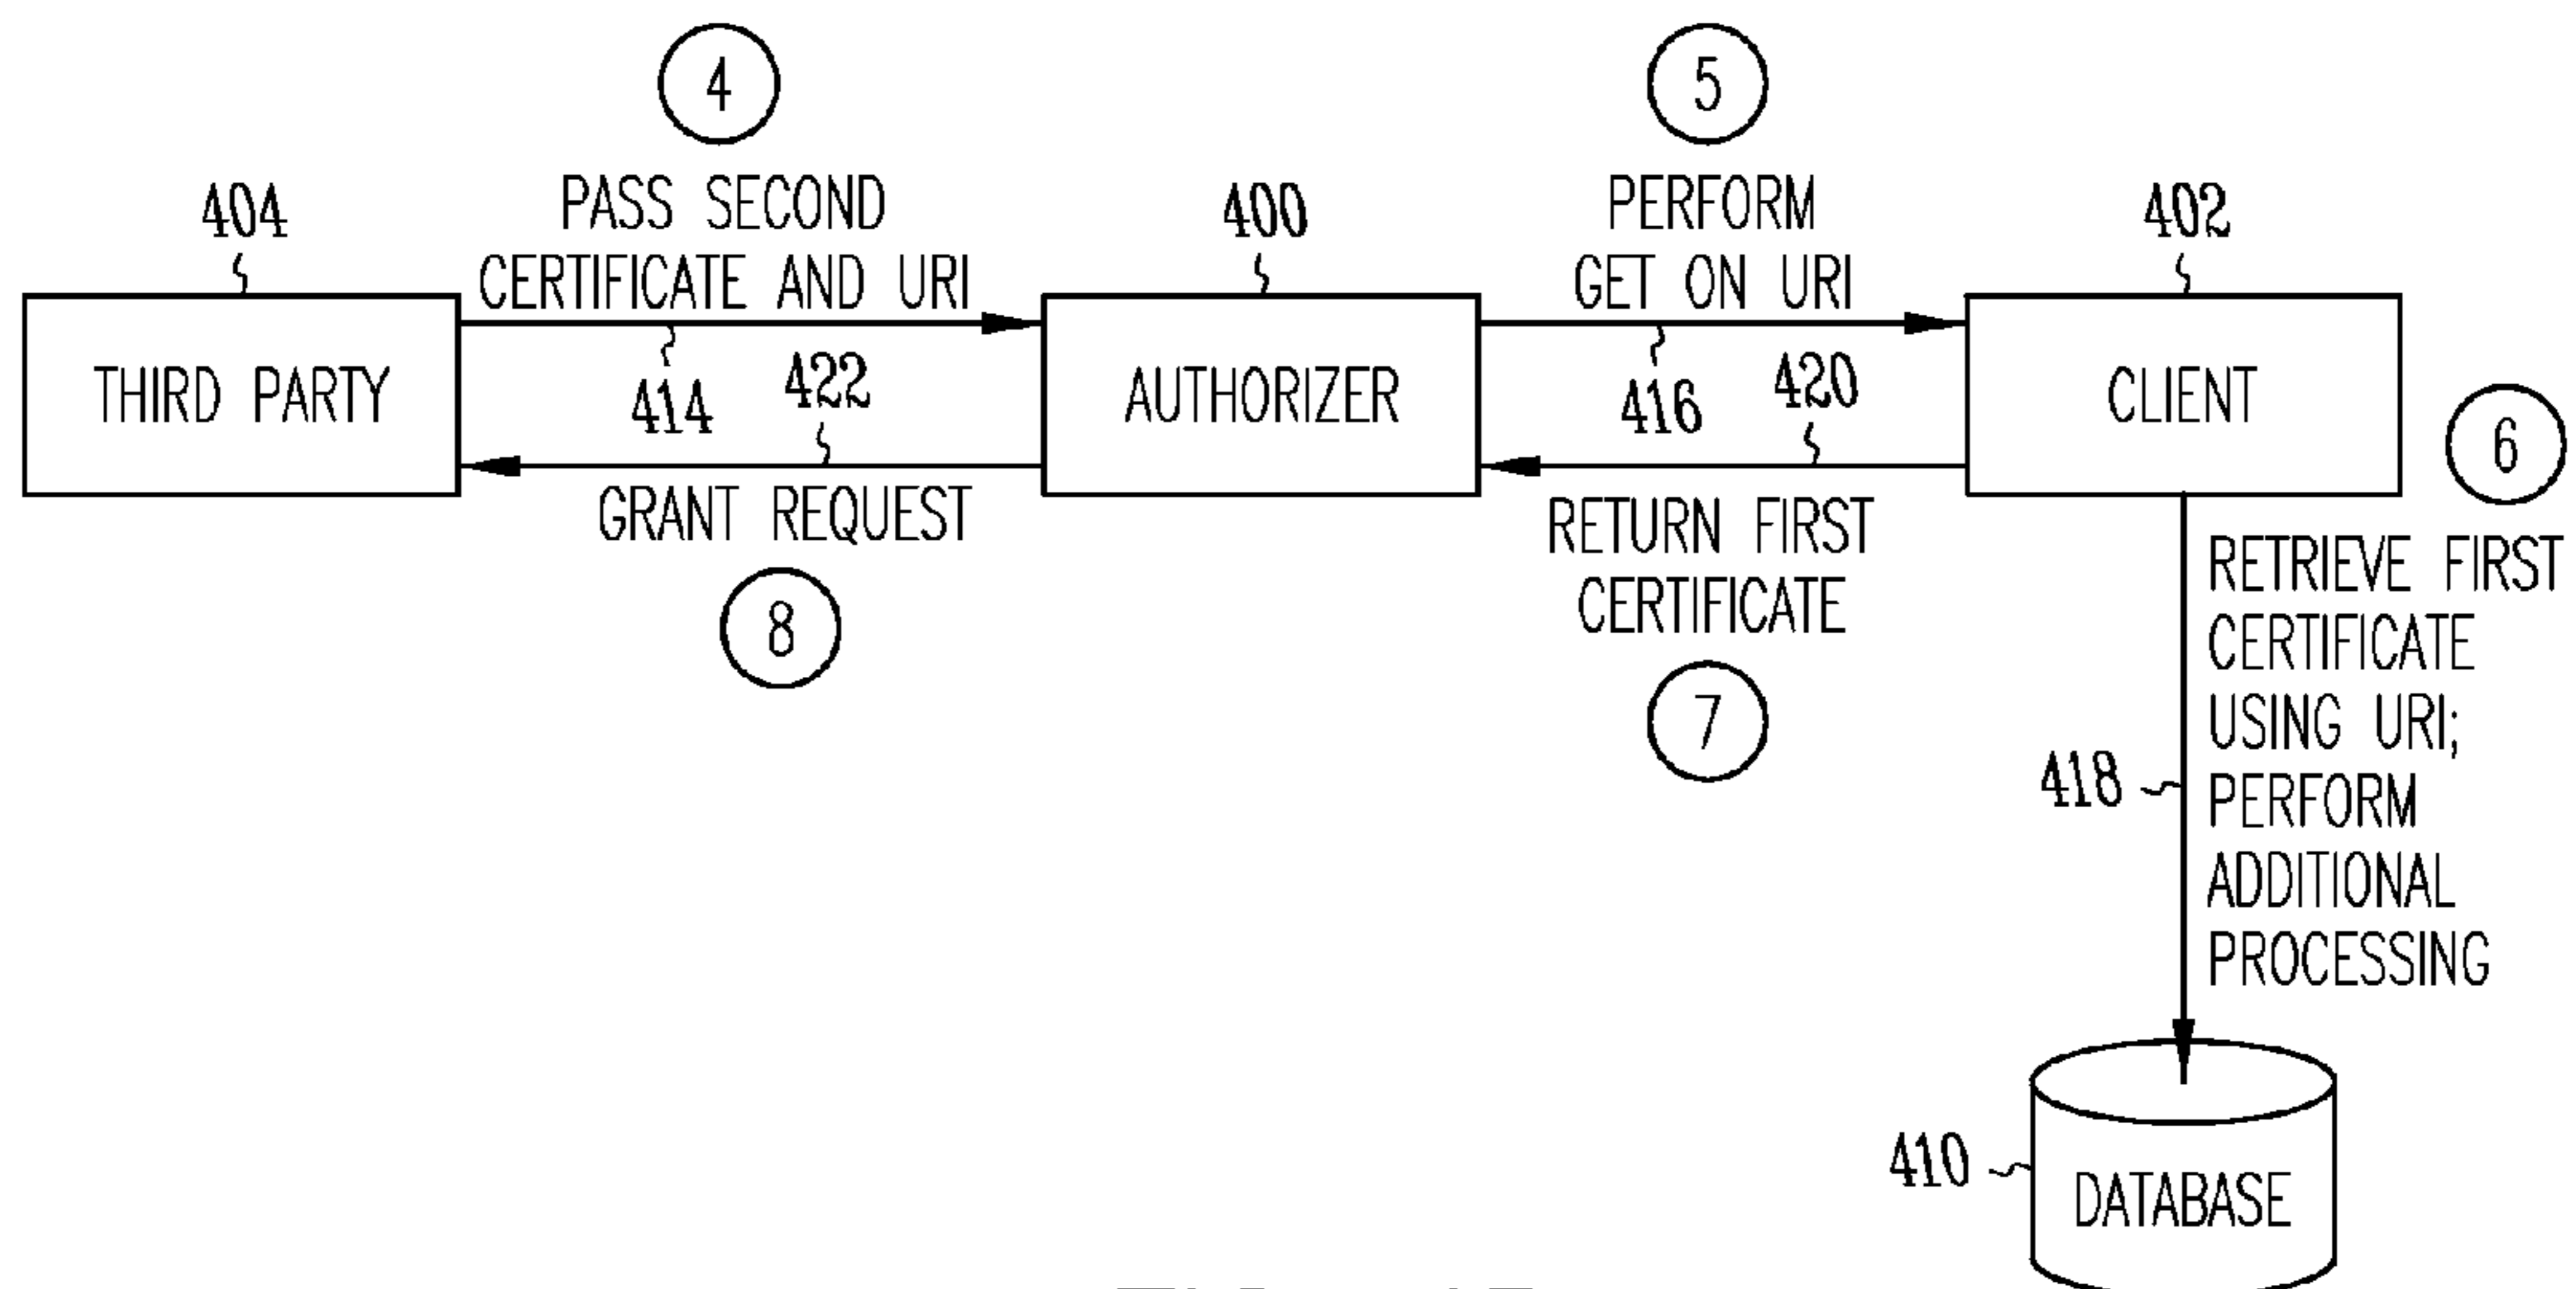 4
PASS SECOND
CERTIFICATE AND URI
404
THIRD PARTY
414
422
GRANT REQUEST
8
400
AUTHORIZER
5
PERFORM
GET ON URI
416
420
RETURN FIRST
CERTIFICATE
7
402
CLIENT
6
RETRIEVE FIRST
CERTIFICATE
USING URI;
PERFORM
ADDITIONAL
PROCESSING
418
410
DATABASE